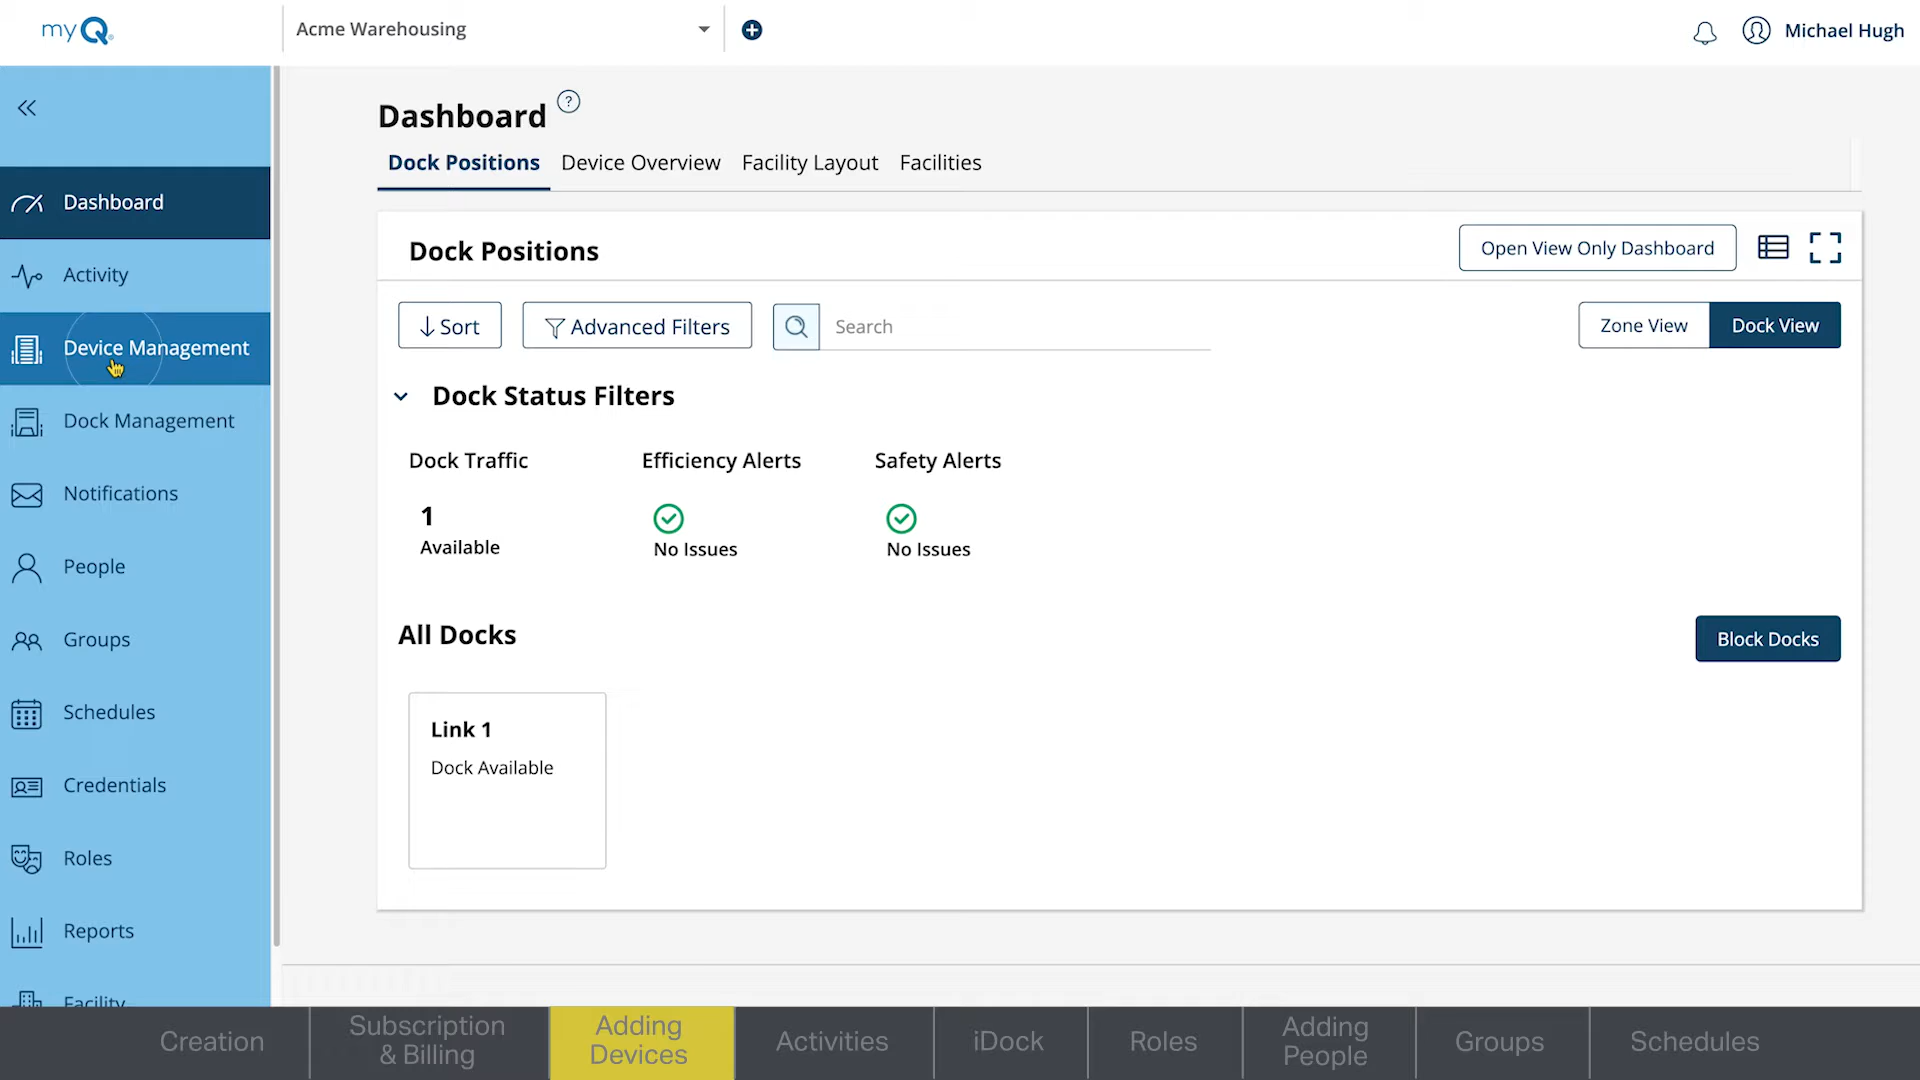 myQ
Acme Warehousing
Michael Hugh
Dashboard
Activity
Device Management
Dock Management
Notifications
People
Groups
Schedules
Credentials
Roles
Reports
Facility
Dashboard ?
Dock Positions Device Overview Facility Layout Facilities
Dock Positions
Open View Only Dashboard
Sort
Advanced Filters
Search
Zone View Dock View
Dock Status Filters
Dock Traffic Efficiency Alerts Safety Alerts
1
Available No Issues No Issues
All Docks
Block Docks
Link 1
Dock Available
Creation
Subscription
& Billing
Adding
Devices
Activities
iDock
Roles
Adding
People
Groups
Schedules